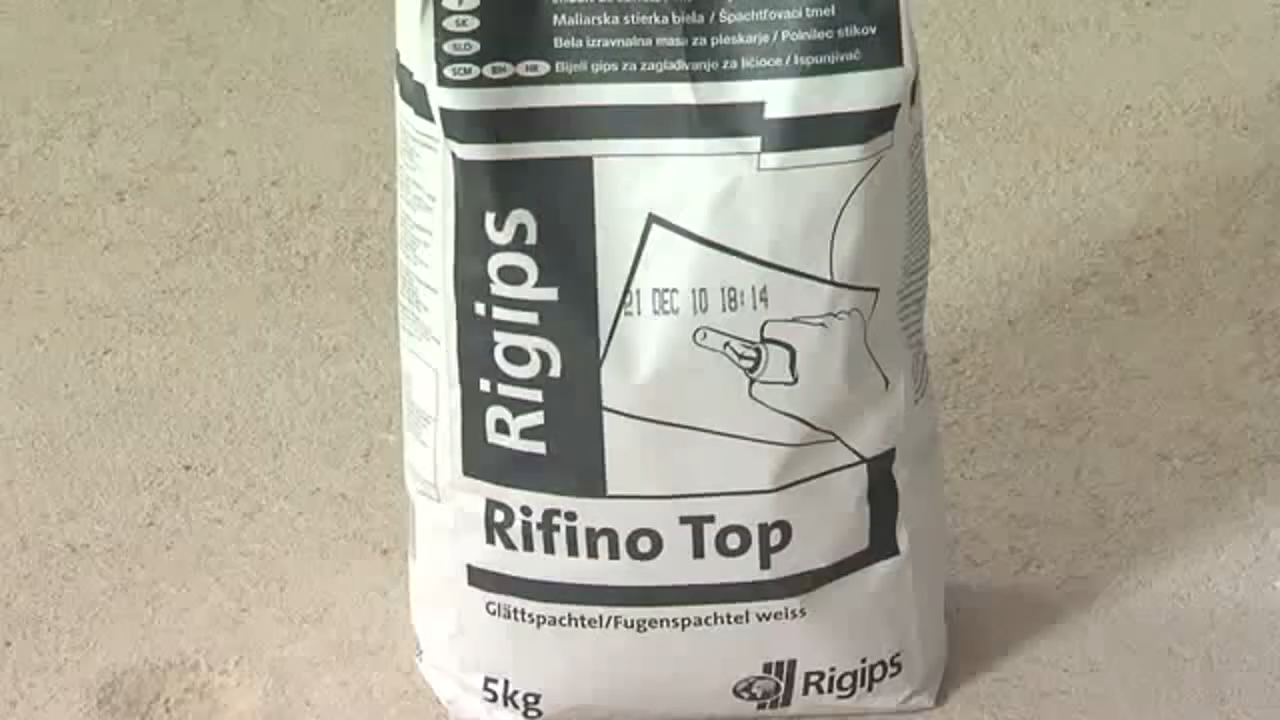 SK Maliarska stierka biela / Špachtľovací tmel
SLO Bela izravnalna masa za pleskarje / Polnilec stikov
SCM BIH HR Bijeli gips za zaglađivanje za ličioce / Ispunjivač
Rigips
21 DEC 10 18:14
Rifino Top
Glättspachtel/Fugenspachtel weiss
5kg
Rigips